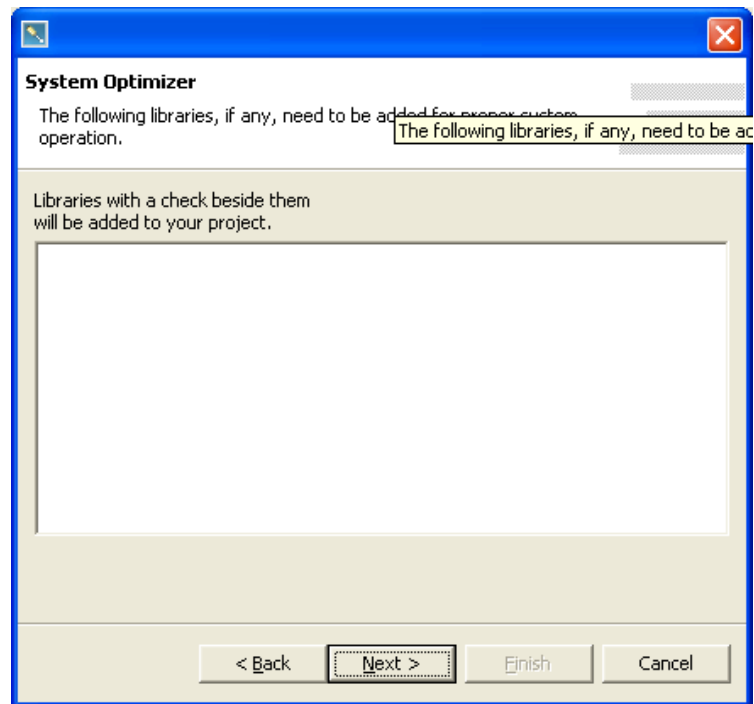 System Optimizer
The following libraries, if any, need to be added for proper custom
operation.
The following libraries, if any, need to be ad
Libraries with a check beside them
will be added to your project.
< Back
Next >
Finish
Cancel